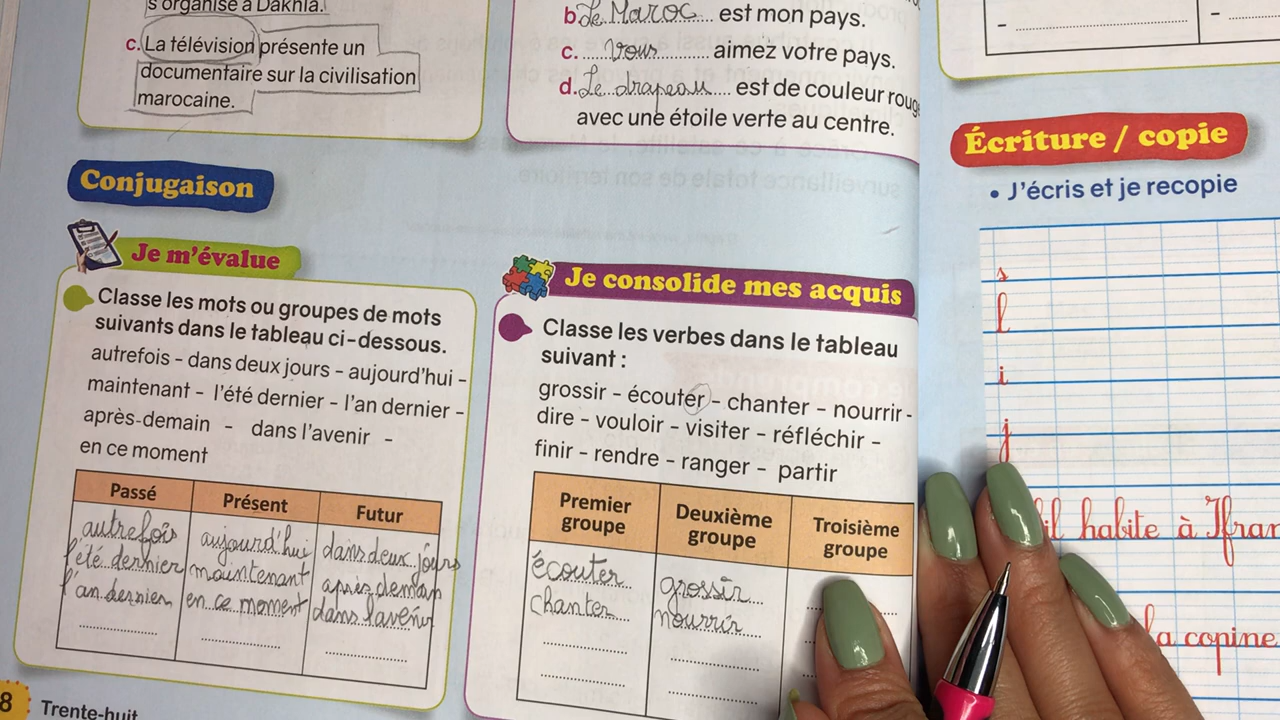 s'organise à Dakhla.
c. La télévision présente un
documentaire sur la civilisation
marocaine.
b. Le Maroc ... est mon pays.
c. ... vous ... aimez votre pays.
d. Le drapeau ... est de couleur roug
avec une étoile verte au centre.
Conjugaison
Je m'évalue
Classe les mots ou groupes de mots
suivants dans le tableau ci-dessous.
autrefois - dans deux jours - aujourd'hui -
maintenant - l'été dernier - l'an dernier -
après-demain - dans l'avenir -
en ce moment
Passé Présent Futur
autrefois aujourd'hui dans deux jours
l'été dernier maintenant après demain
l'an dernier en ce moment dans l'avenir
8 Trente-huit
Je consolide mes acquis
Classe les verbes dans le tableau
suivant :
grossir - écouter - chanter - nourrir -
dire - vouloir - visiter - réfléchir -
finir - rendre - ranger - partir
Premier groupe Deuxième groupe Troisième groupe
écouter grossir
chanter nourrir
Écriture / copie
• J'écris et je recopie
s
l
i
j
il habite à Ifran
la copine